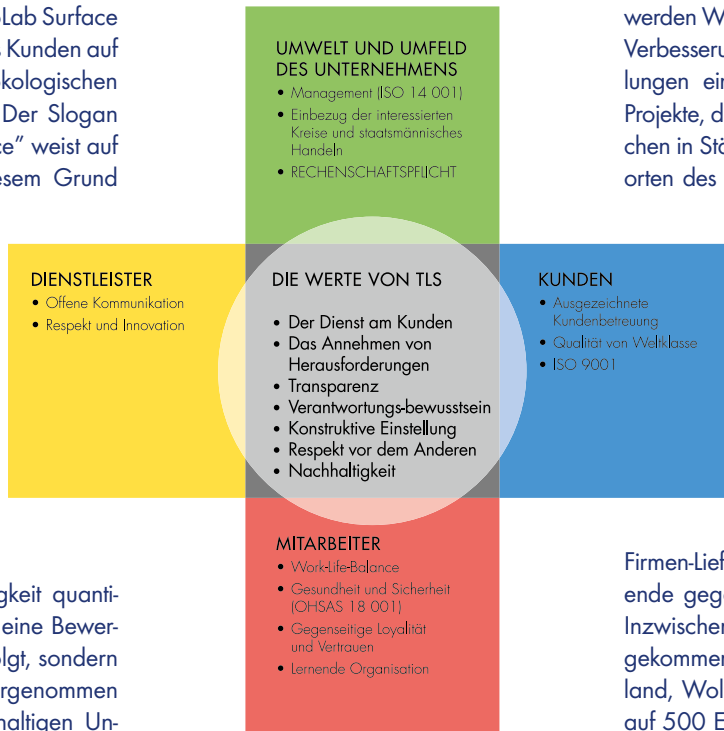 Lab Surface
Kunden auf
kologischen
Der Slogan
ce” weist auf
esem Grund
UMWELT UND UMFELD
DES UNTERNEHMENS
• Management (ISO 14 001)
• Einbezug der interessierten
Kreise und staatsmännisches
Handeln
• RECHENSCHAFTSPFLICHT
werden W
Verbesseru
lungen ein
Projekte, d
chen in Stä
orten des
DIENSTLEISTER
• Offene Kommunikation
• Respekt und Innovation
DIE WERTE VON TLS
• Der Dienst am Kunden
• Das Annehmen von
Herausforderungen
• Transparenz
• Verantwortungs-bewusstsein
• Konstruktive Einstellung
• Respekt vor dem Anderen
• Nachhaltigkeit
KUNDEN
• Ausgezeichnete
Kundenbetreuung
• Qualität von Weltklasse
• ISO 9001
MITARBEITER
• Work-Life-Balance
• Gesundheit und Sicherheit
(OHSAS 18 001)
• Gegenseitige Loyalität
und Vertrauen
• Lernende Organisation
gkeit quanti-
eine Bewer-
olgt, sondern
rgenommen
haltigen Un-
Firmen-Lief
ende gege
Inzwischen
gekommen
land, Wol
auf 500 E